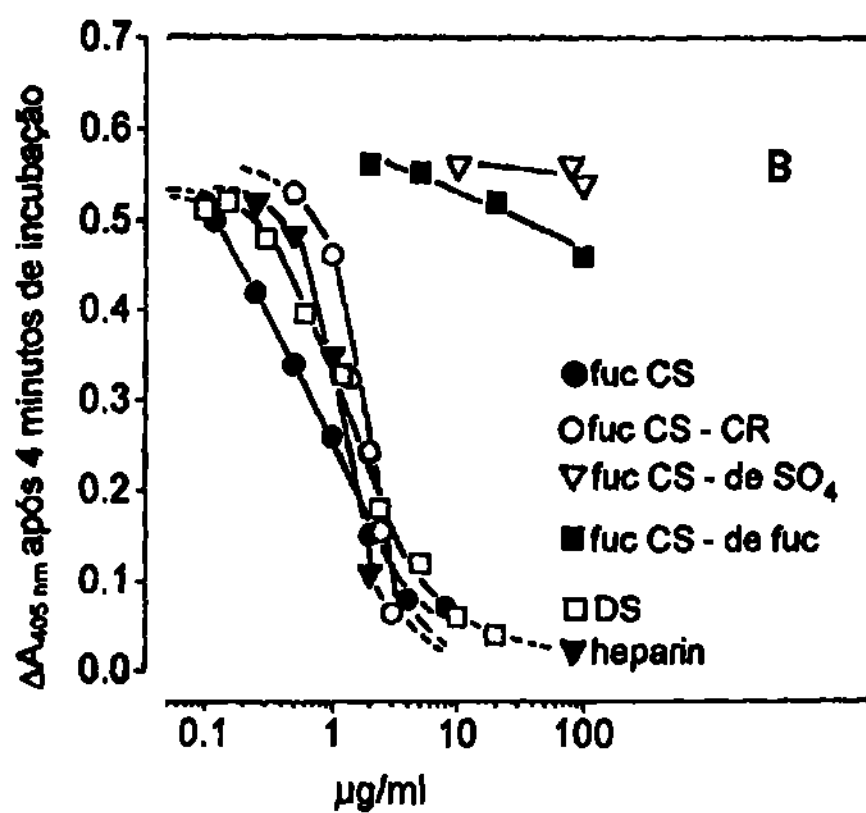 ΔA405 nm após 4 minutos de incubação
0.7
0.6
0.5
0.4
0.3
0.2
0.1
0.0
B
fuc CS
fuc CS - CR
fuc CS - de SO4
fuc CS - de fuc
DS
heparin
0.1 1 10 100
µg/ml